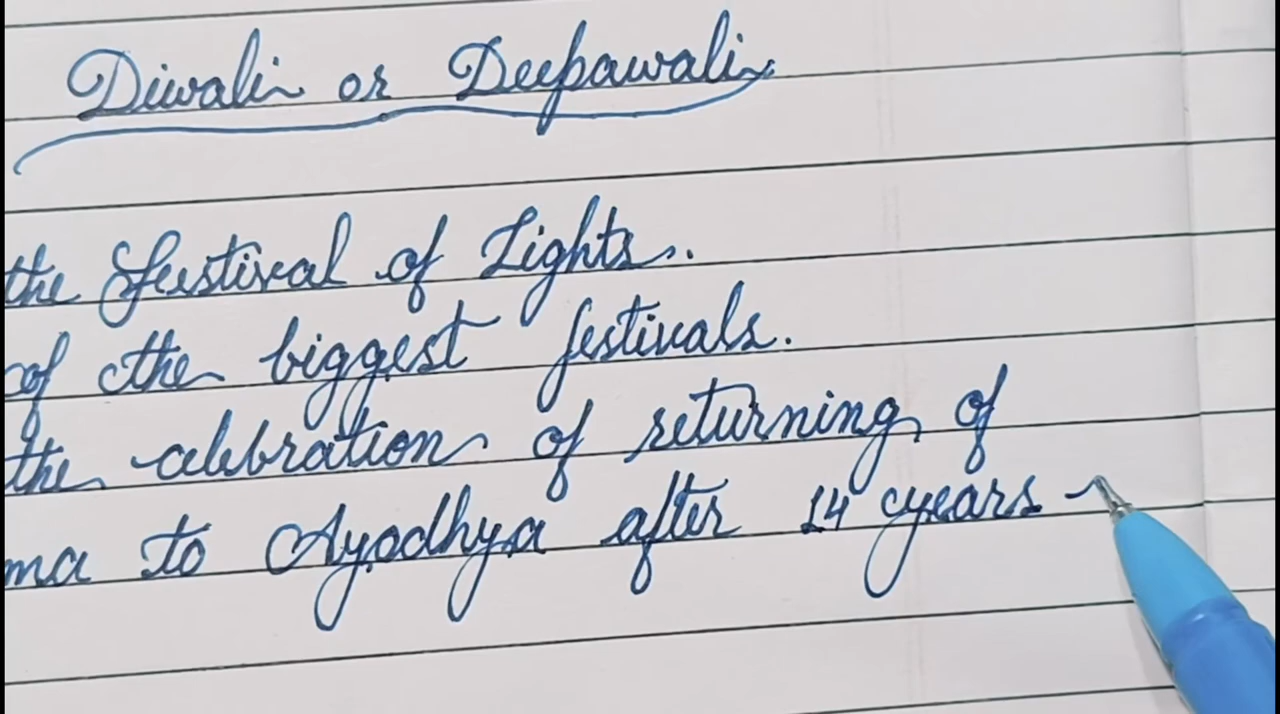 Diwali or Deepawali
the festival of Lights.
of the biggest festivals.
the celebration of returning of
ma to Ayodhya after 14 years